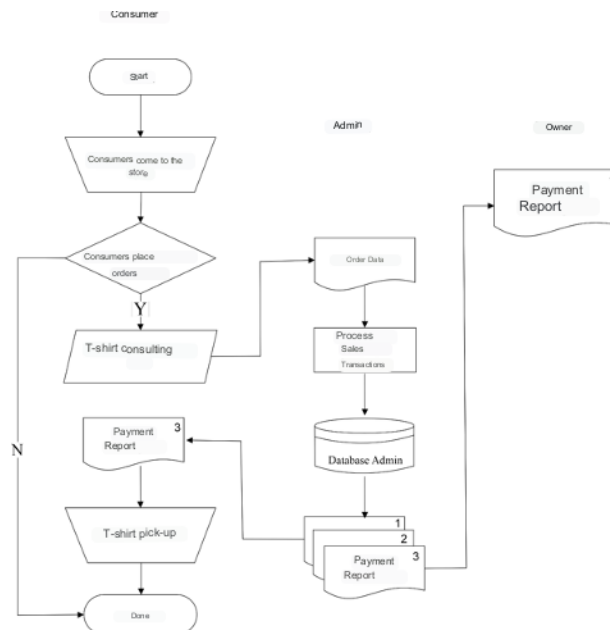 Consumer
Start
Consumers come to the
store
Consumers place
orders
Y
T-shirt consulting
N
Payment
Report
3
T-shirt pick-up
Done
Admin
Order Data
Process
Sales
Transactions
Database Admin
1
2
3
Payment
Report
Owner
Payment
Report